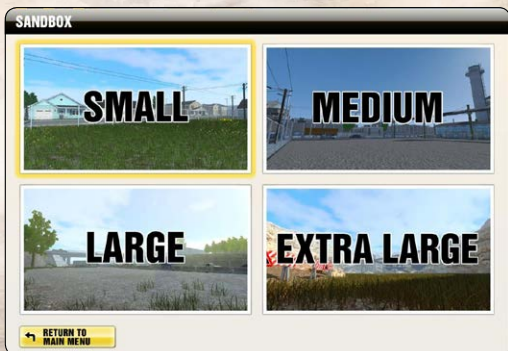 SANDBOX
SMALL
MEDIUM
LARGE
EXTRA LARGE
RETURN TO
MAIN MENU